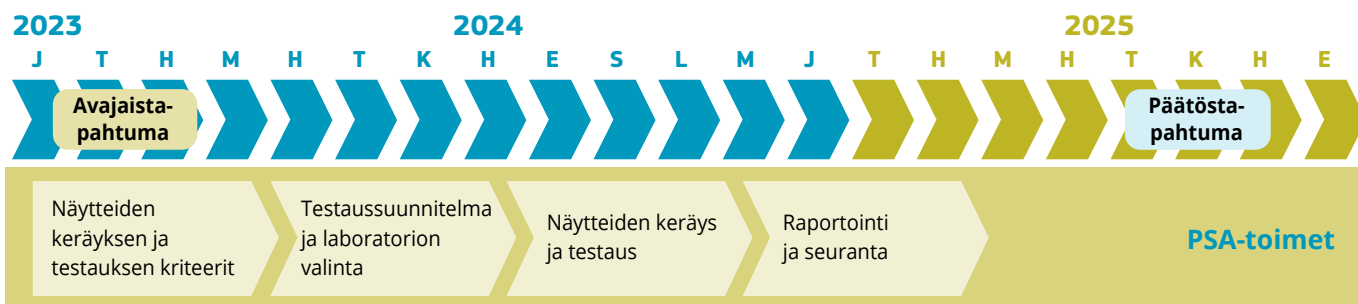 2023 2024 2025
J T H M H T K H E S L M J T H M H T K H E
Avajaista-
pahtuma
Päätösta-
pahtuma
Näytteiden
keräyksen ja
testauksen kriteerit
Testaussuunnitelma
ja laboratorion
valinta
Näytteiden keräys
ja testaus
Raportointi
ja seuranta
PSA-toimet